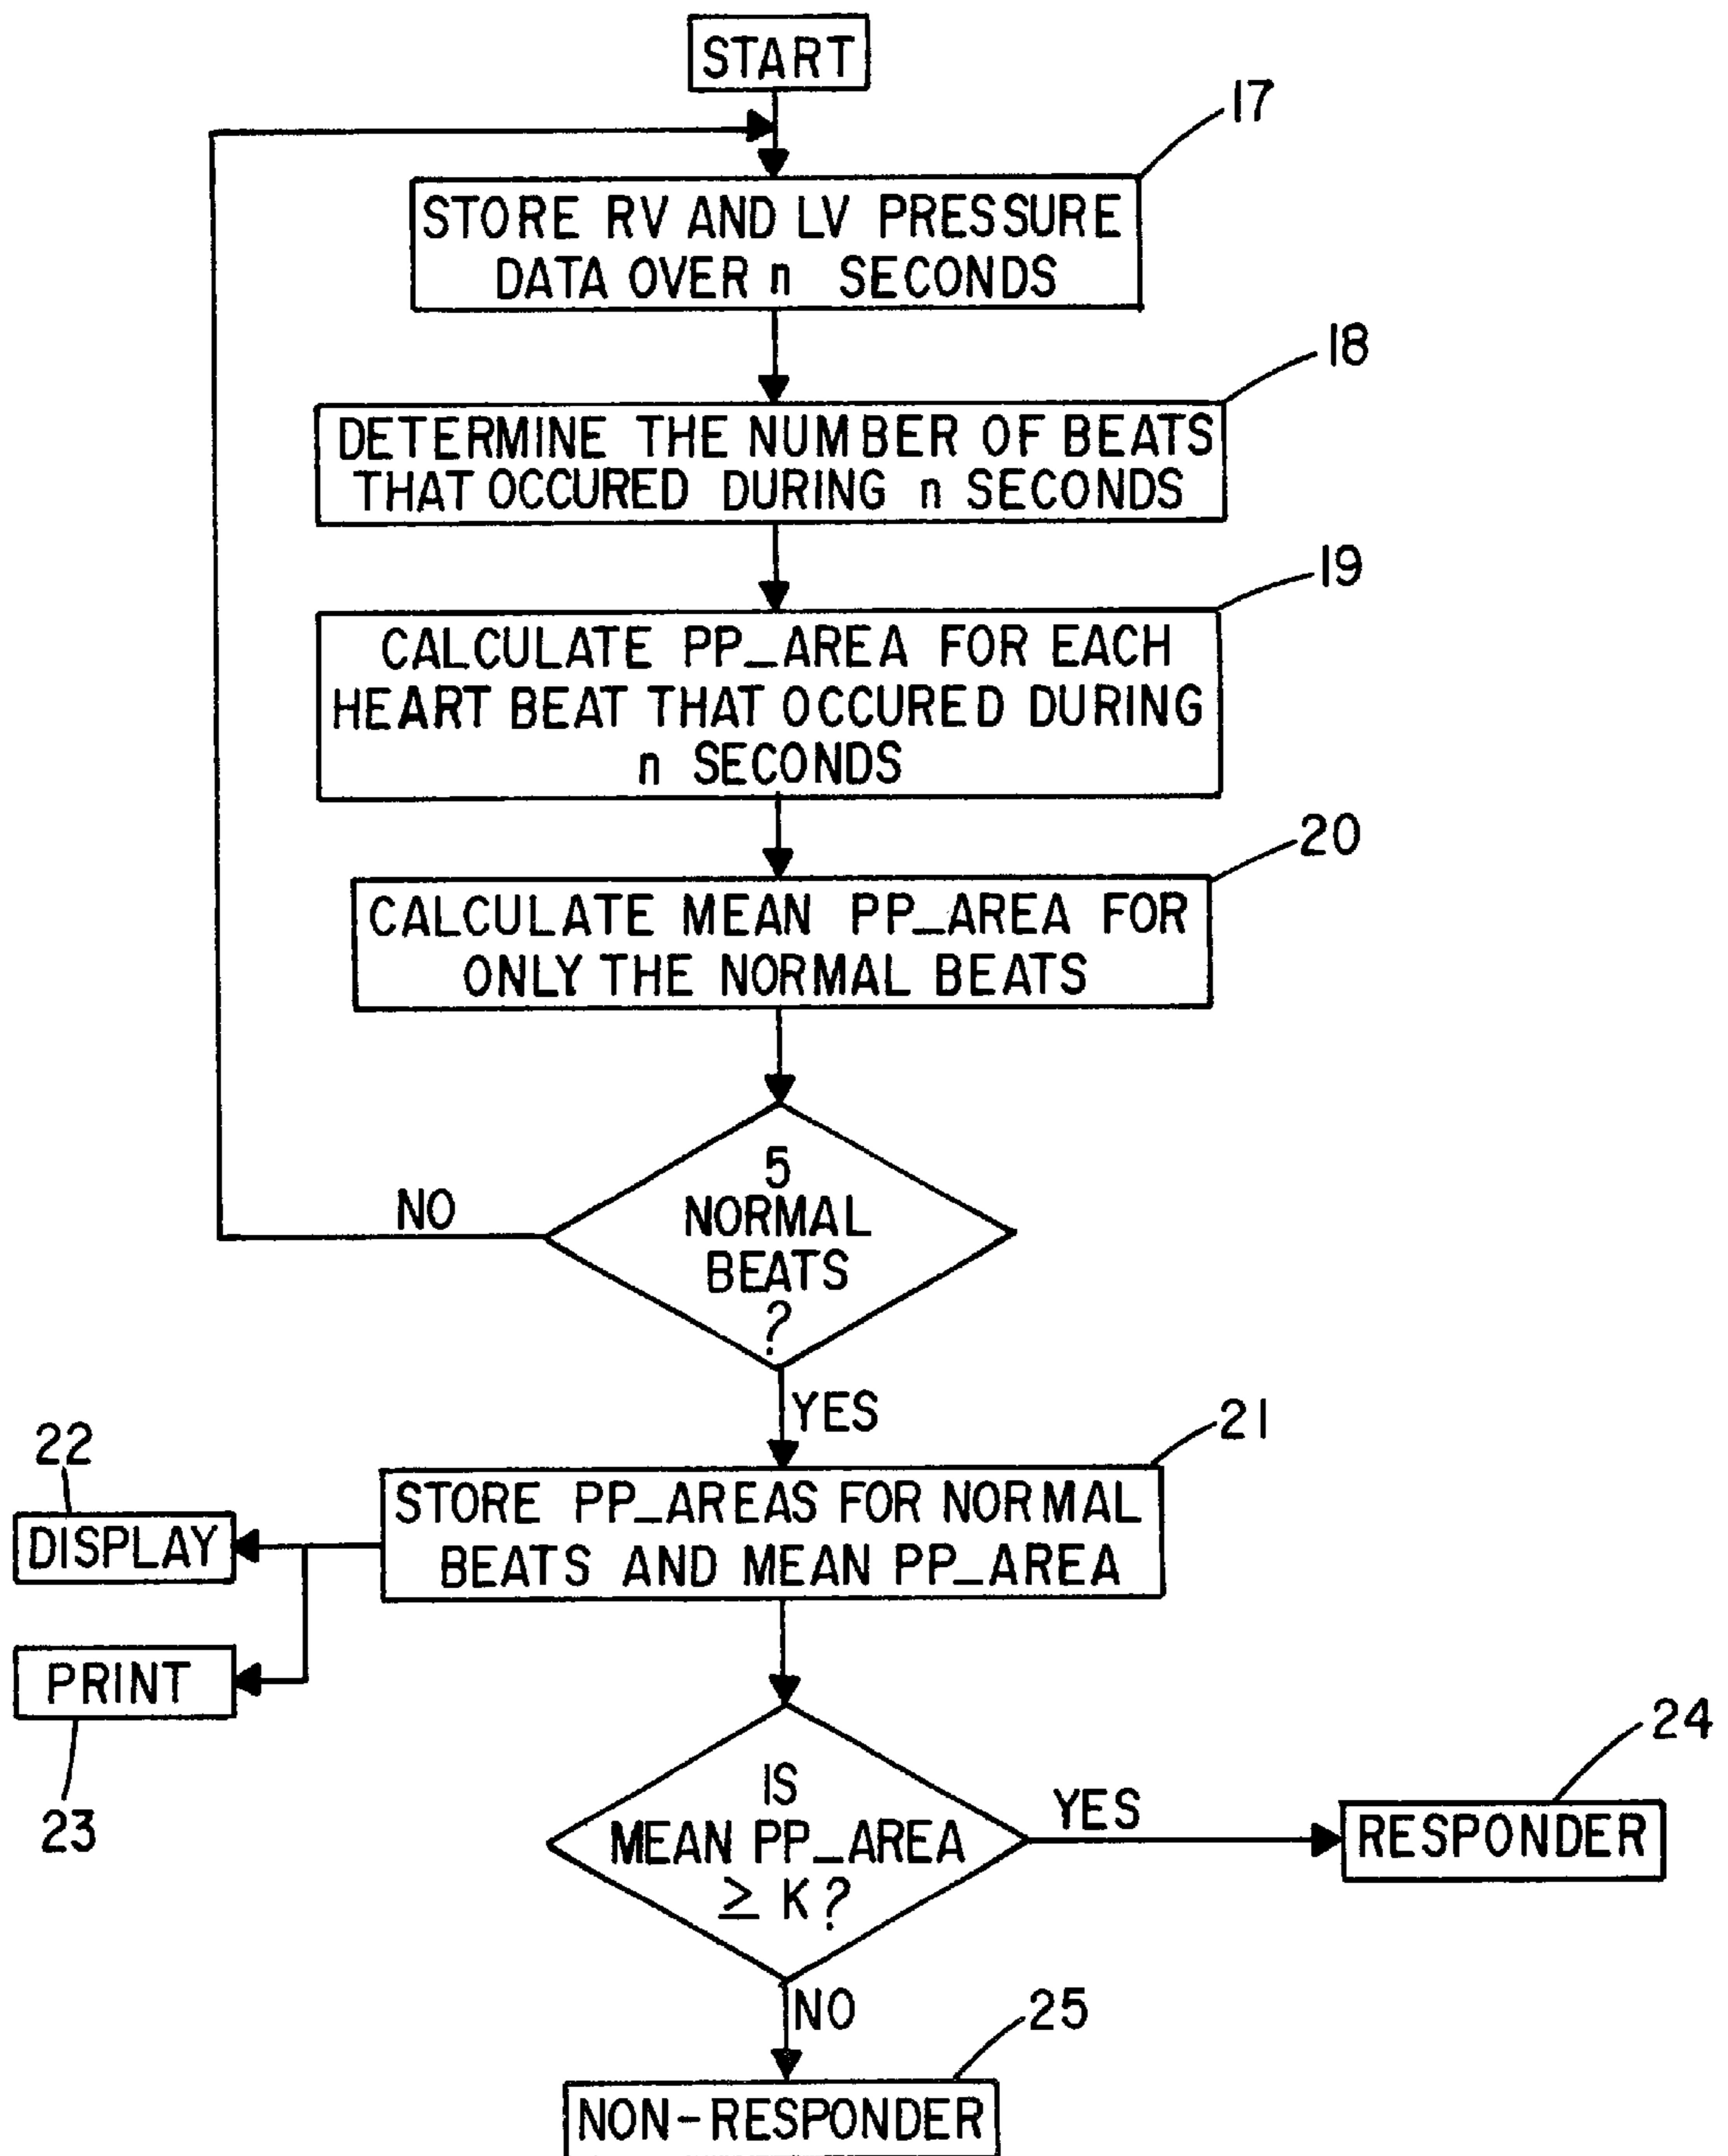 START
17
STORE RV AND LV PRESSURE
DATA OVER n SECONDS
18
DETERMINE THE NUMBER OF BEATS
THAT OCCURED DURING n SECONDS
19
CALCULATE PP_AREA FOR EACH
HEART BEAT THAT OCCURED DURING
n SECONDS
20
CALCULATE MEAN PP_AREA FOR
ONLY THE NORMAL BEATS
5
NORMAL
BEATS
?
NO
YES
21
STORE PP_AREAS FOR NORMAL
BEATS AND MEAN PP_AREA
22
DISPLAY
PRINT
23
IS
MEAN PP_AREA
≥ K?
YES
24
RESPONDER
NO
25
NON-RESPONDER